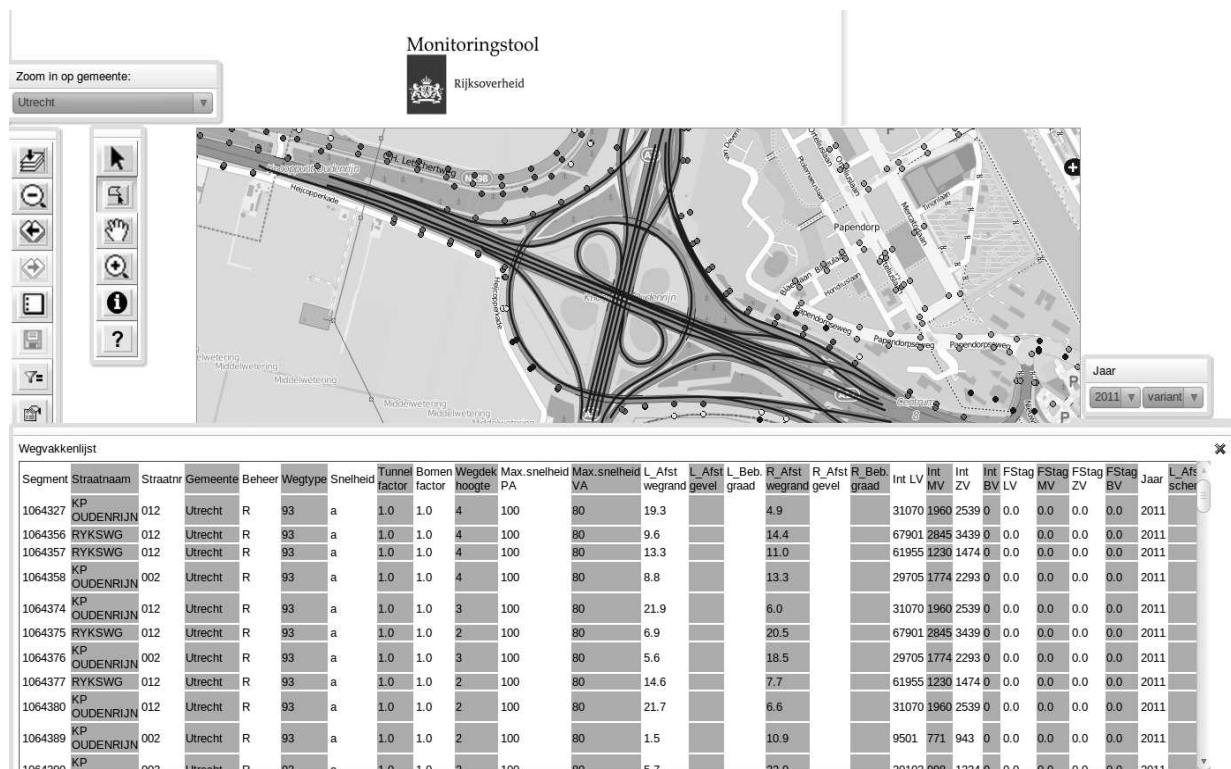 Monitoringstool
Rijksoverheid
Zoom in op gemeente:
Utrecht
H. Letschertweg
Knooppunt Oudenrijn
Heijcopperkade
Heijcopperkade
Papendorp
Orteliuslaan
Mercatorlaan
Tinorlaan
Hondiuslaan
Papendorpseweg
Papendorpseweg
Middelwetering
Middelwetering
Middelwetering
Middelwetering
Centrum
8
P
P
P
Jaar
2011 variant
Wegvakkenlijst
Segment Straatnaam Straatnr Gemeente Beheer Wegtype Snelheid Tunnel factor Bomen factor Wegdek hoogte Max.snelheid PA Max.snelheid VA L_Afst wegrand L_Afst gevel L_Beb. graad R_Afst wegrand R_Afst gevel R_Beb. graad Int LV Int MV Int ZV Int BV FStag LV FStag MV FStag ZV FStag BV Jaar
1064327 KP OUDENRIJN 012 Utrecht R 93 a 1.0 1.0 4 100 80 19.3 4.9 31070 1960 2539 0 0.0 0.0 0.0 0.0 2011
1064356 RYKSWG 012 Utrecht R 93 a 1.0 1.0 4 100 80 9.6 14.4 67901 2845 3439 0 0.0 0.0 0.0 0.0 2011
1064357 RYKSWG 012 Utrecht R 93 a 1.0 1.0 4 100 80 13.3 11.0 61955 1230 1474 0 0.0 0.0 0.0 0.0 2011
1064358 KP OUDENRIJN 002 Utrecht R 93 a 1.0 1.0 4 100 80 8.8 13.3 29705 1774 2293 0 0.0 0.0 0.0 0.0 2011
1064374 KP OUDENRIJN 012 Utrecht R 93 a 1.0 1.0 3 100 80 21.9 6.0 31070 1960 2539 0 0.0 0.0 0.0 0.0 2011
1064375 RYKSWG 012 Utrecht R 93 a 1.0 1.0 2 100 80 6.9 20.5 67901 2845 3439 0 0.0 0.0 0.0 0.0 2011
1064376 KP OUDENRIJN 002 Utrecht R 93 a 1.0 1.0 3 100 80 5.6 18.5 29705 1774 2293 0 0.0 0.0 0.0 0.0 2011
1064377 RYKSWG 012 Utrecht R 93 a 1.0 1.0 2 100 80 14.6 7.7 61955 1230 1474 0 0.0 0.0 0.0 0.0 2011
1064380 KP OUDENRIJN 012 Utrecht R 93 a 1.0 1.0 2 100 80 21.7 6.6 31070 1960 2539 0 0.0 0.0 0.0 0.0 2011
1064389 KP OUDENRIJN 002 Utrecht R 93 a 1.0 1.0 2 100 80 1.5 10.9 9501 771 943 0 0.0 0.0 0.0 0.0 2011
KP